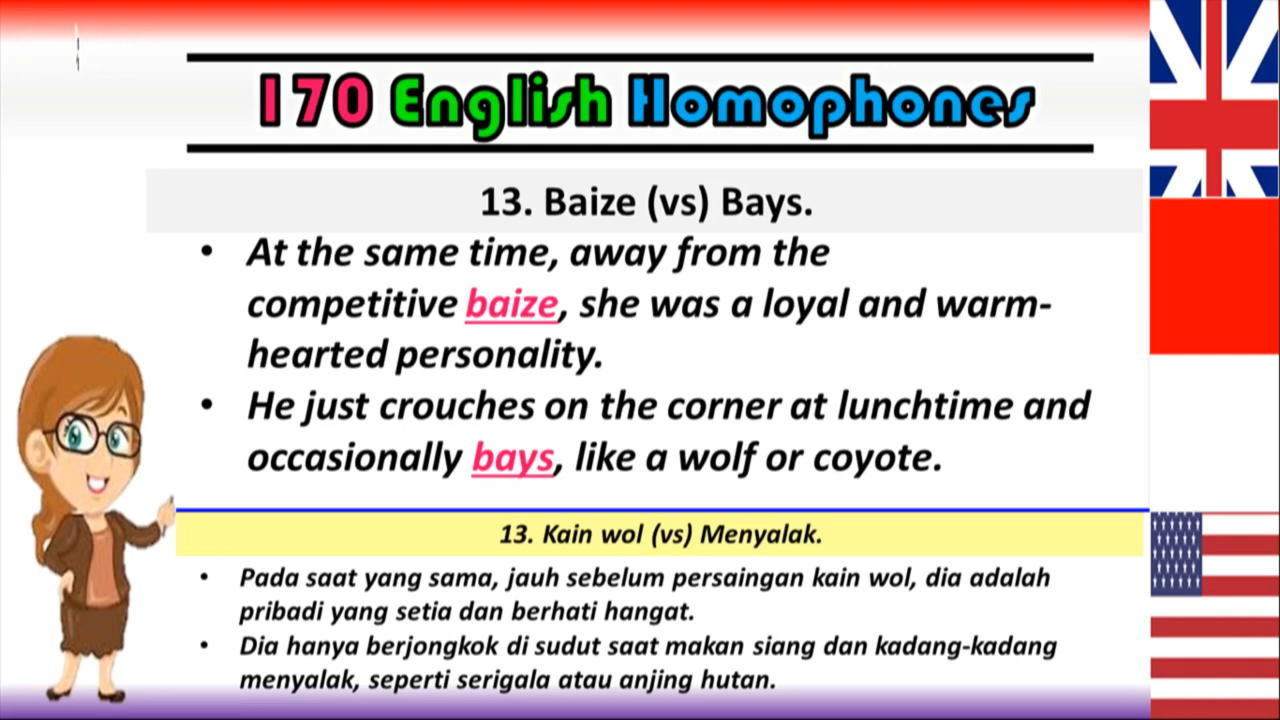 170 English Homophones
13. Baize (vs) Bays.
• At the same time, away from the
competitive baize, she was a loyal and warm-
hearted personality.
• He just crouches on the corner at lunchtime and
occasionally bays, like a wolf or coyote.
13. Kain wol (vs) Menyalak.
• Pada saat yang sama, jauh sebelum persaingan kain wol, dia adalah
pribadi yang setia dan berhati hangat.
• Dia hanya berjongkok di sudut saat makan siang dan kadang-kadang
menyalak, seperti serigala atau anjing hutan.